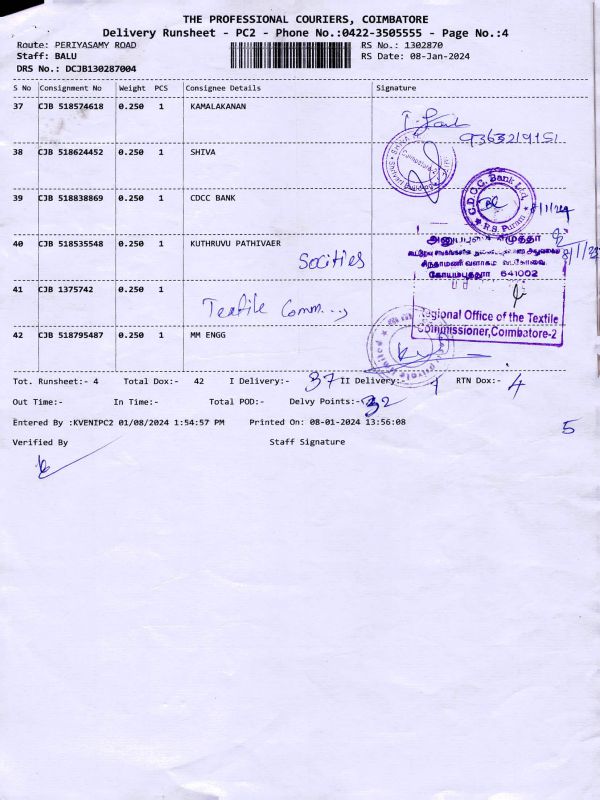 THE PROFESSIONAL COURIERS, COIMBATORE
Delivery Runsheet - PC2 - Phone No.:0422-3505555 - Page No.:4
Route: PERIYASAMY ROAD
RS No.: 1302870
Staff: BALU
RS Date: 08-Jan-2024
DRS No.: DCJB130287004
S No Consignment No Weight PCS Consignee Details Signature
37 CJB 518574618 0.250 1 KAMALAKANAN
9363219151
38 CJB 518624452 0.250 1 SHIVA
39 CJB 518838869 0.250 1 CDCC BANK
C.D.C.C. Bank Ltd.,
R.S. Puram
8/1/24
40 CJB 518535548 0.250 1 KUTHRUVU PATHIVAER
Socities
சிந்தாமணி வளாகம்
641002
41 CJB 1375742 0.250 1
Textile Comm
Regional Office of the Textile
Commissioner,Coimbatore-2
42 CJB 518795487 0.250 1 MM ENGG
Tot. Runsheet:- 4 Total Dox:- 42 I Delivery:- 37 II Delivery:- 1 RTN Dox:- 4
Out Time:- In Time:- Total POD:- Delvy Points:- 32
Entered By :KVENIPC2 01/08/2024 1:54:57 PM Printed On: 08-01-2024 13:56:08
5
Verified By Staff Signature